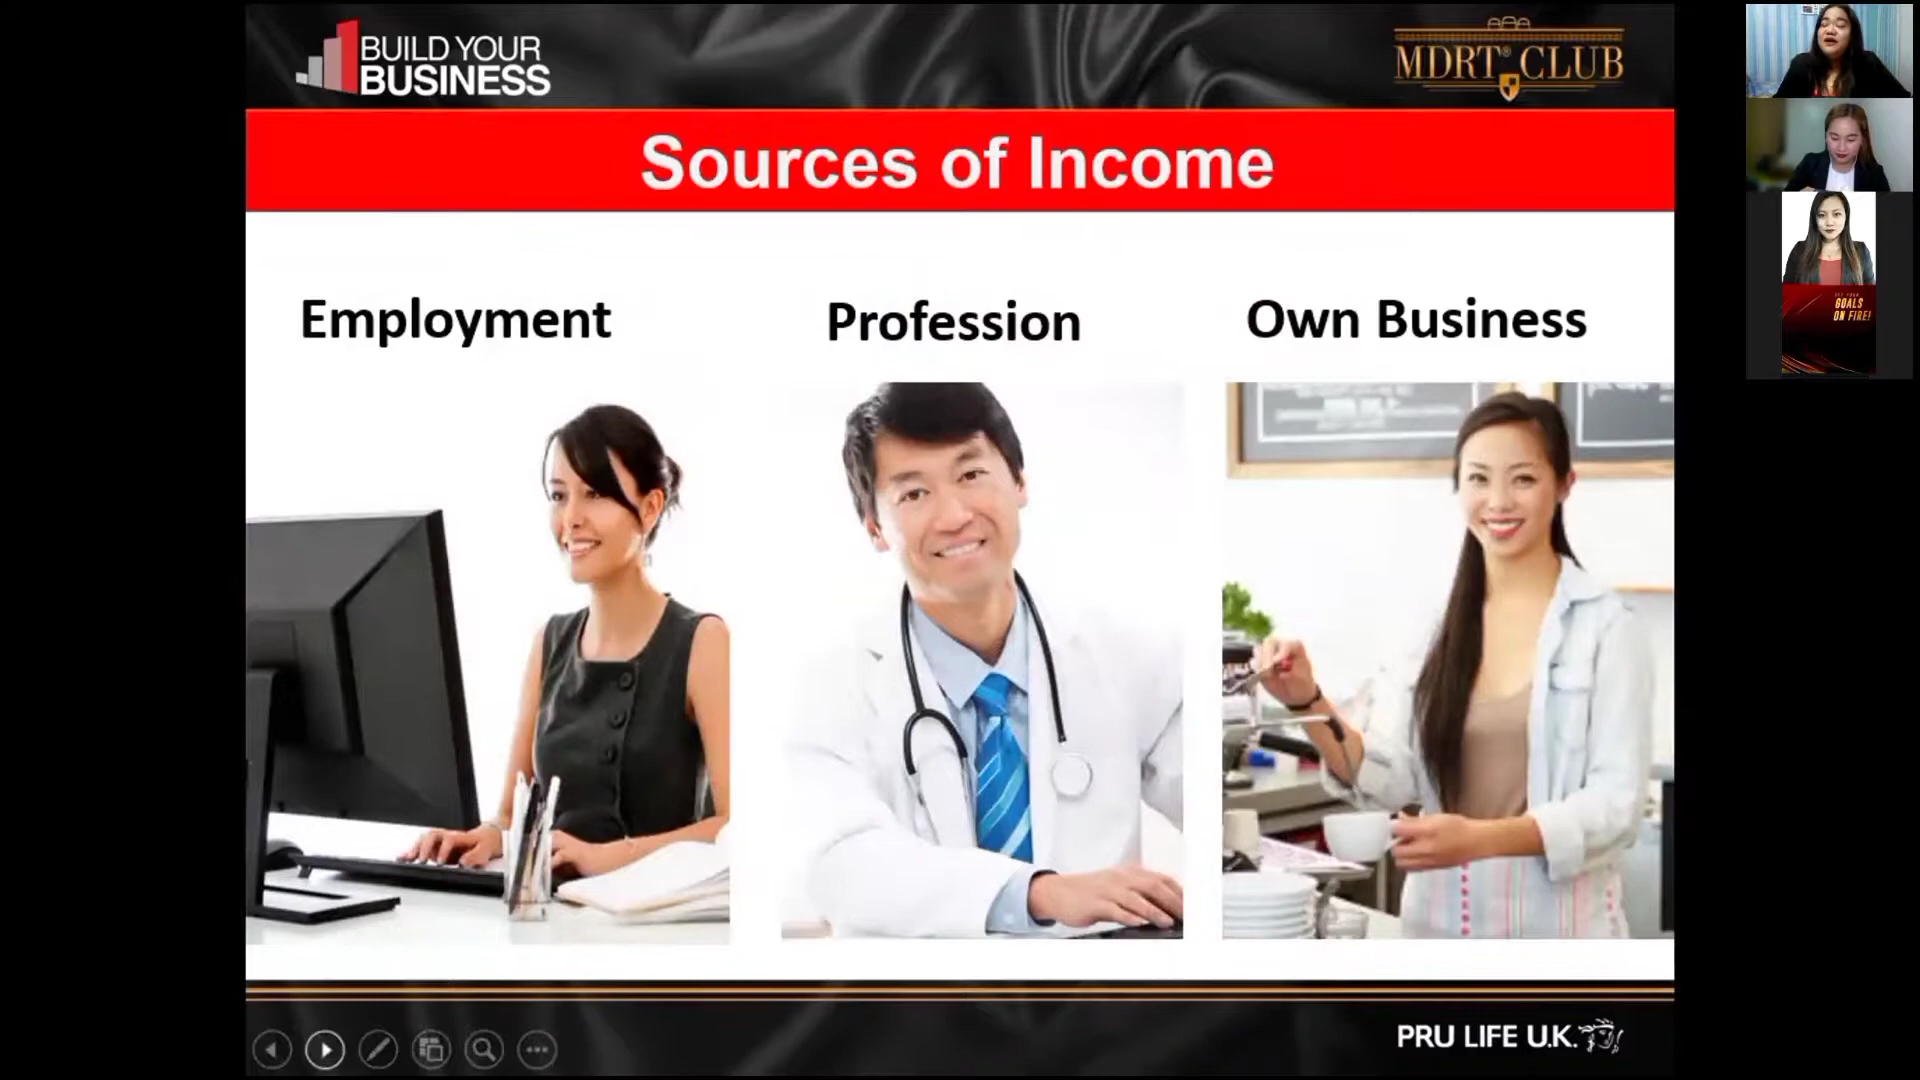 BUILD YOUR
BUSINESS
MDRT® CLUB
Sources of Income
Employment
Profession
Own Business
GOALS
ON FIRE!
PRU LIFE U.K.